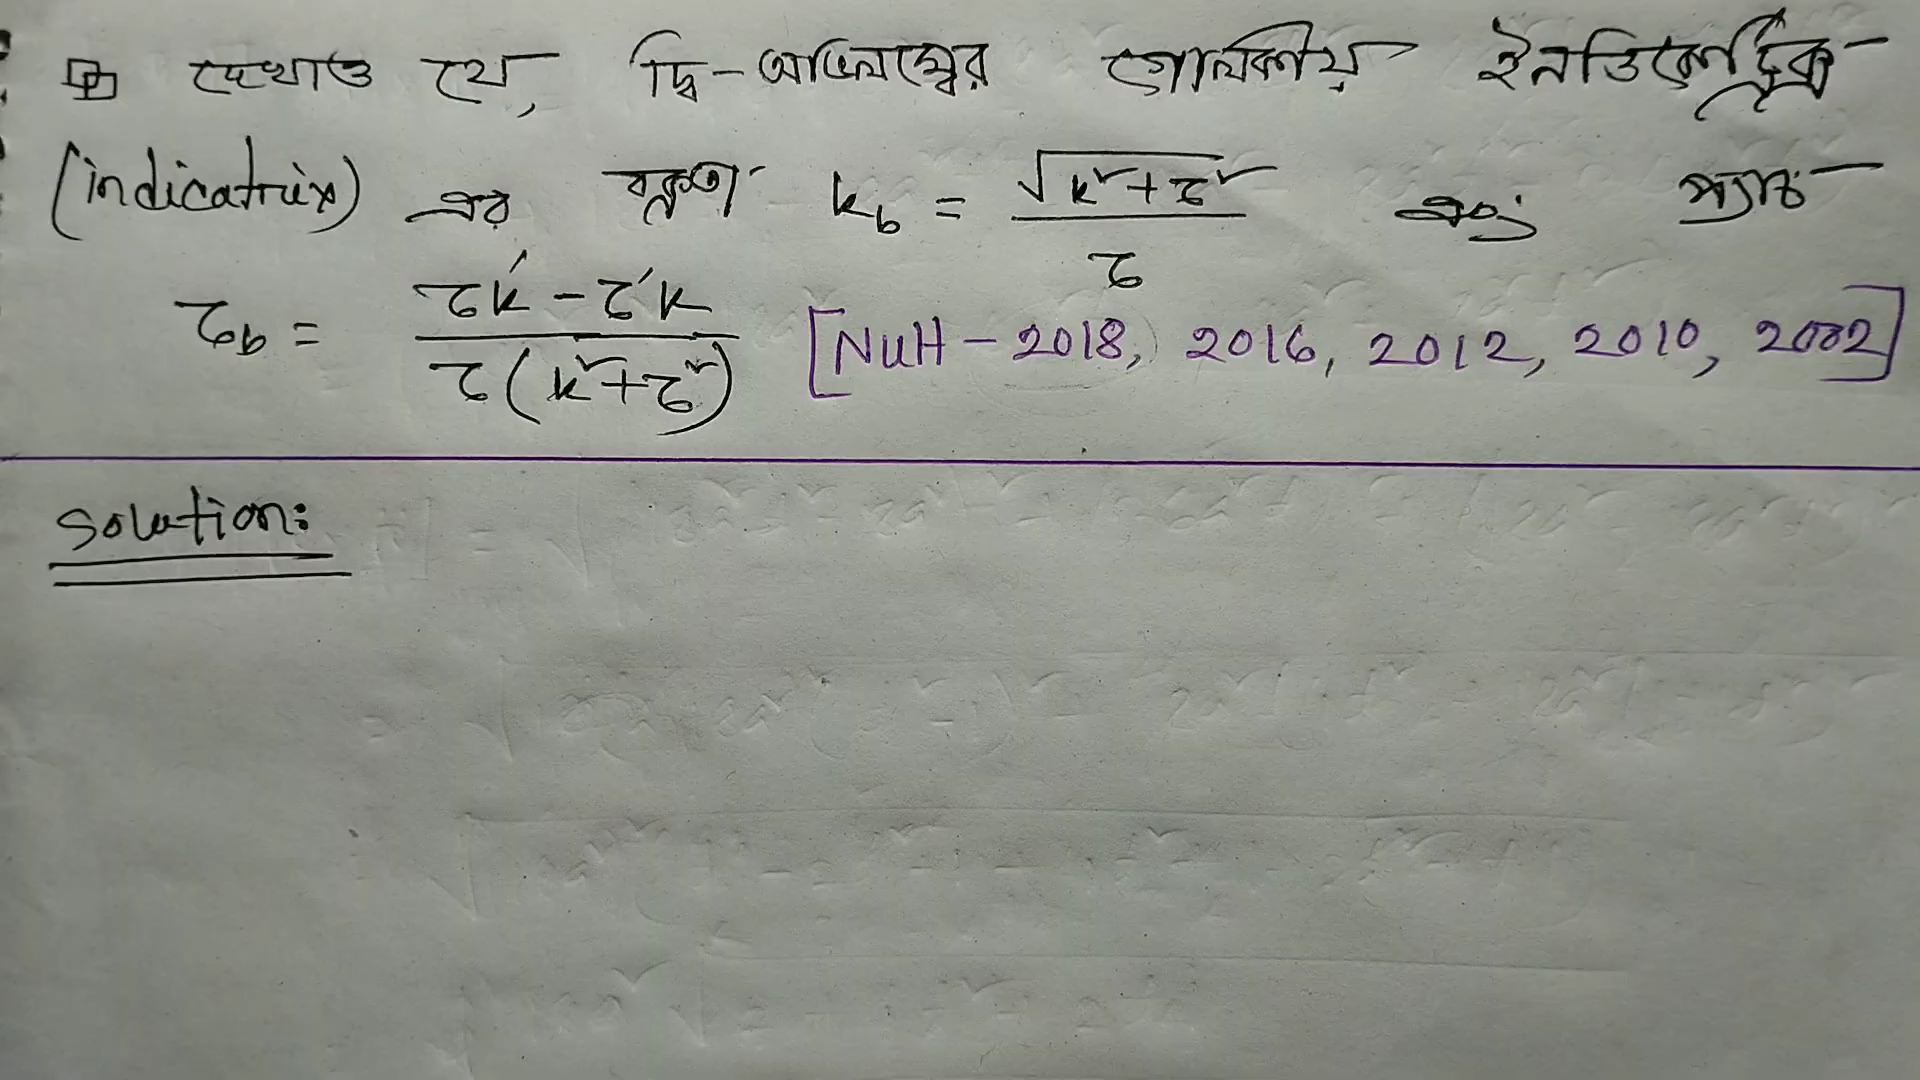 দেখাও যে, দ্বি-অভিলম্বের গোলকীয় ইনডিকেট্রিক্স
(indicatrix) এর বক্রতা k_b = √(k² + τ²) / τ এবং প্যাচ
τ_b = (τk′ - τ′k) / (τ(k² + τ²)) [NUH - 2018, 2016, 2012, 2010, 2002]
Solution: